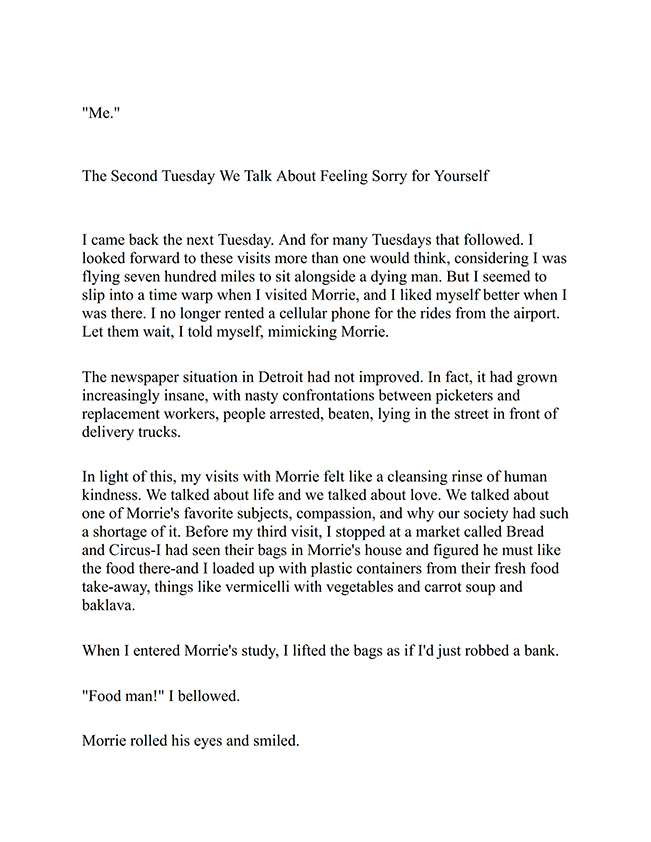 "Me."
The Second Tuesday We Talk About Feeling Sorry for Yourself
I came back the next Tuesday. And for many Tuesdays that followed. I
looked forward to these visits more than one would think, considering I was
flying seven hundred miles to sit alongside a dying man. But I seemed to
slip into a time warp when I visited Morrie, and I liked myself better when I
was there. I no longer rented a cellular phone for the rides from the airport.
Let them wait, I told myself, mimicking Morrie.
The newspaper situation in Detroit had not improved. In fact, it had grown
increasingly insane, with nasty confrontations between picketers and
replacement workers, people arrested, beaten, lying in the street in front of
delivery trucks.
In light of this, my visits with Morrie felt like a cleansing rinse of human
kindness. We talked about life and we talked about love. We talked about
one of Morrie's favorite subjects, compassion, and why our society had such
a shortage of it. Before my third visit, I stopped at a market called Bread
and Circus-I had seen their bags in Morrie's house and figured he must like
the food there-and I loaded up with plastic containers from their fresh food
take-away, things like vermicelli with vegetables and carrot soup and
baklava.
When I entered Morrie's study, I lifted the bags as if I'd just robbed a bank.
"Food man!" I bellowed.
Morrie rolled his eyes and smiled.